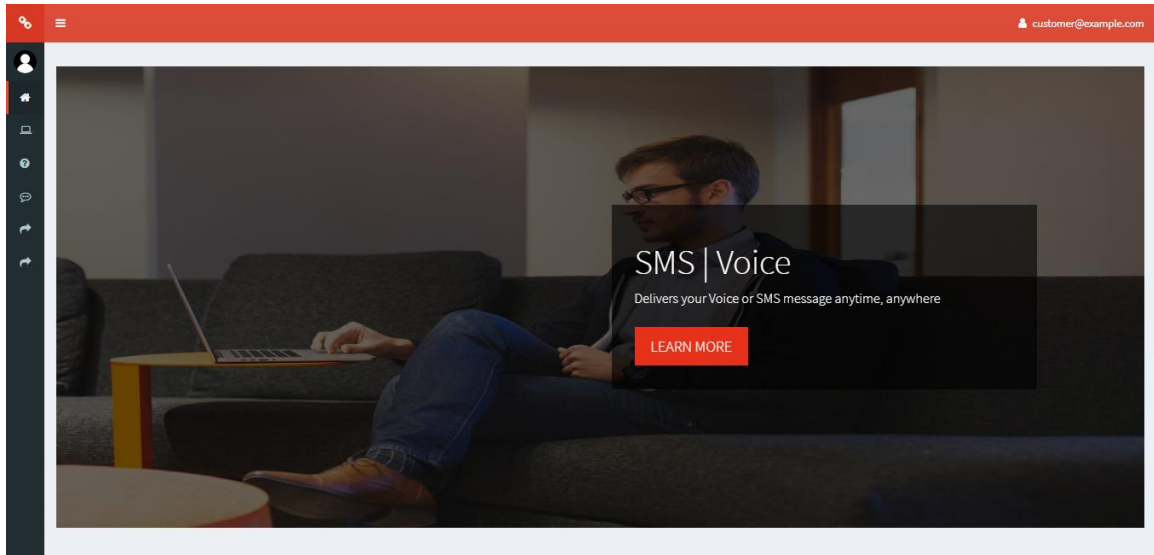 customer@example.com
SMS | Voice
Delivers your Voice or SMS message anytime, anywhere
LEARN MORE